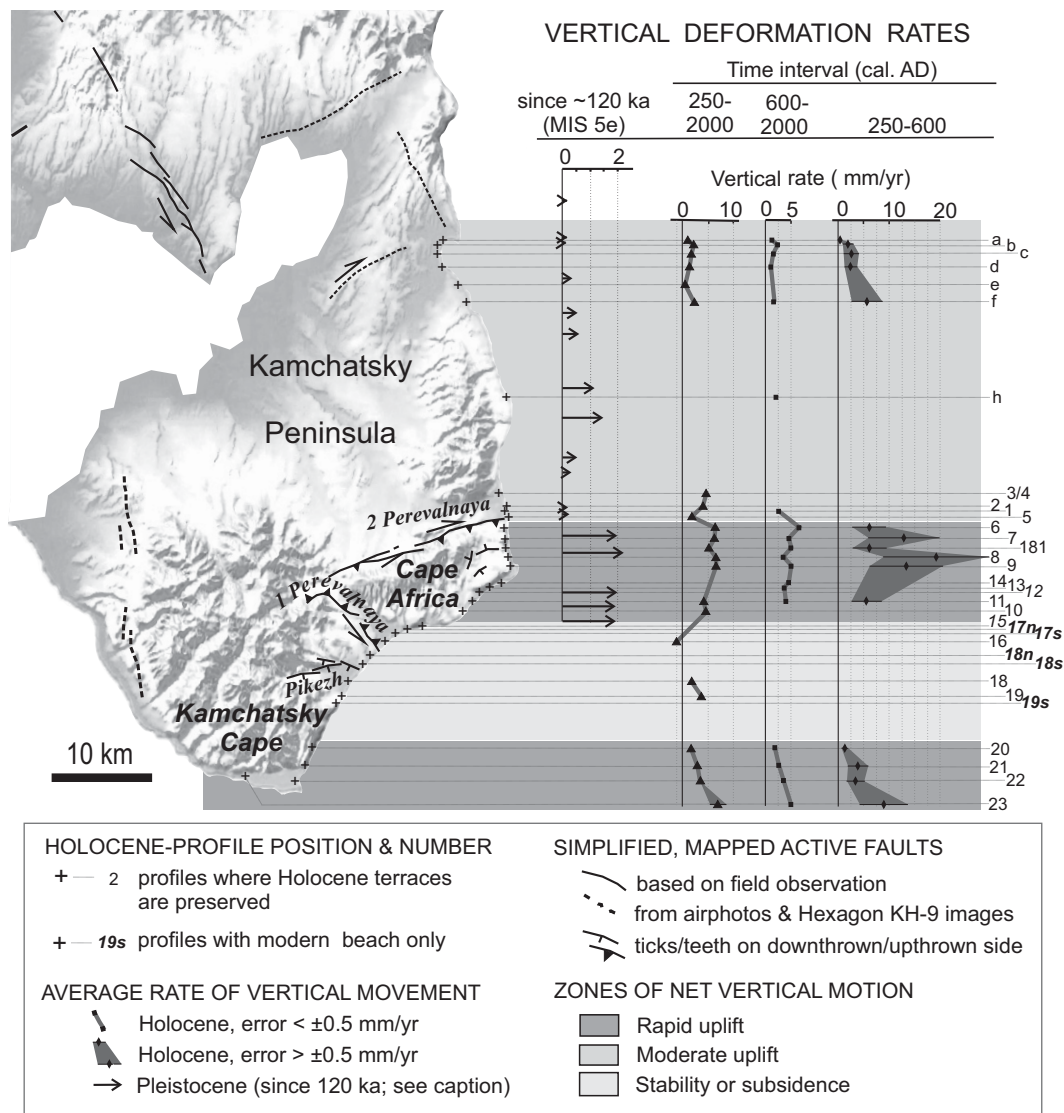 VERTICAL DEFORMATION RATES
Time interval (cal. AD)
since ~120 ka
(MIS 5e)
250-
2000
600-
2000
250-600
0 2
Vertical rate ( mm/yr)
0 10
0 5
0 10 20
a
b
c
d
e
f
h
3/4
2
1
5
6
7
181
8
9
14
13
12
11
10
15
17n
17s
16
18n
18s
18
19
19s
20
21
22
23
Kamchatsky
Peninsula
2 Perevalnaya
Cape
Africa
1 Perevalnaya
Pikezh
Kamchatsky
Cape
10 km
HOLOCENE-PROFILE POSITION & NUMBER
+ 2 profiles where Holocene terraces
are preserved
+ 19s profiles with modern beach only
AVERAGE RATE OF VERTICAL MOVEMENT
Holocene, error < ±0.5 mm/yr
Holocene, error > ±0.5 mm/yr
Pleistocene (since 120 ka; see caption)
SIMPLIFIED, MAPPED ACTIVE FAULTS
based on field observation
from airphotos & Hexagon KH-9 images
ticks/teeth on downthrown/upthrown side
ZONES OF NET VERTICAL MOTION
Rapid uplift
Moderate uplift
Stability or subsidence